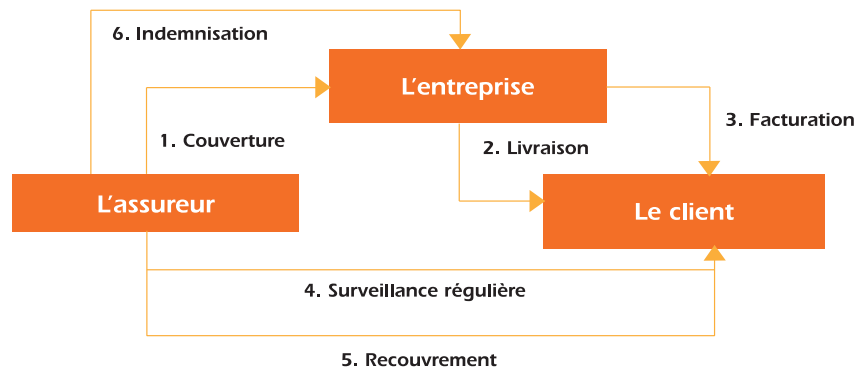 6. Indemnisation
L'entreprise
3. Facturation
1. Couverture
2. Livraison
L'assureur
Le client
4. Surveillance régulière
5. Recouvrement